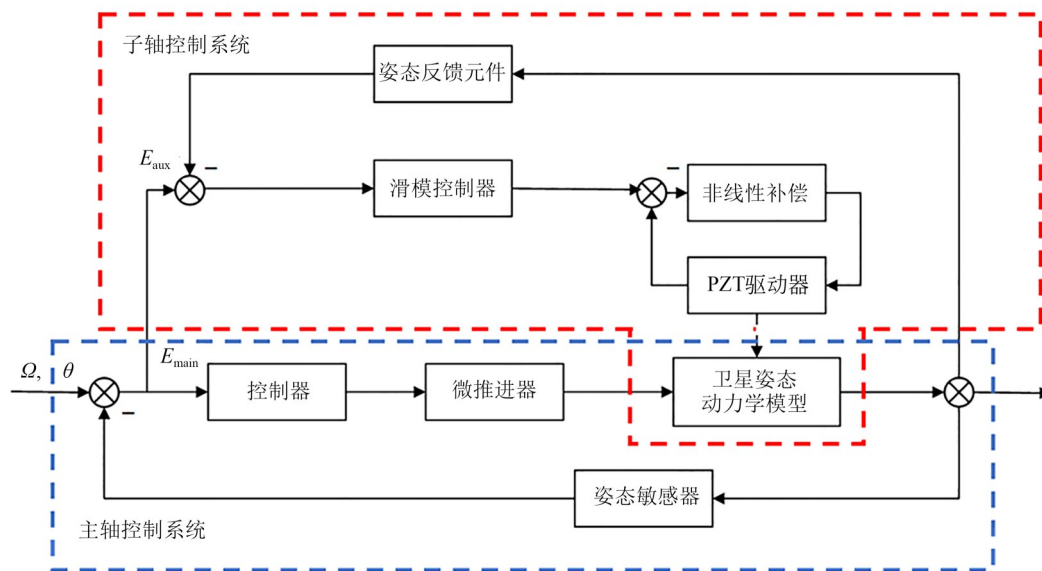 子轴控制系统
姿态反馈元件
E_aux
滑模控制器
非线性补偿
PZT驱动器
Ω, θ
E_main
控制器
微推进器
卫星姿态
动力学模型
姿态敏感器
主轴控制系统